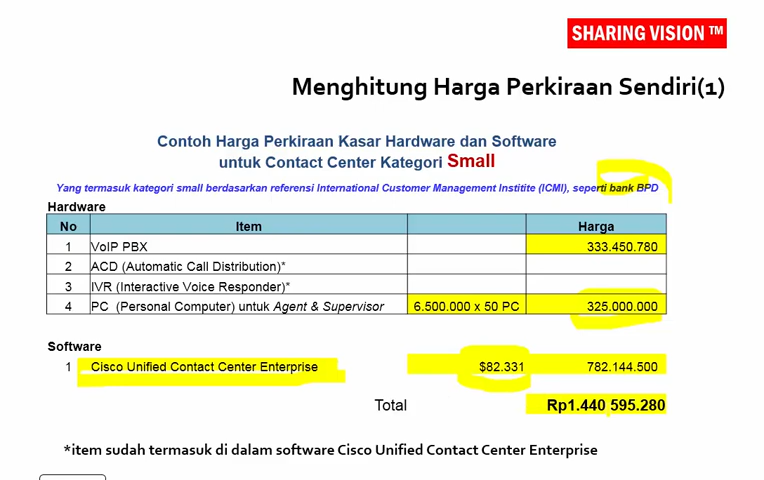 SHARING VISION ™
Menghitung Harga Perkiraan Sendiri(1)
Contoh Harga Perkiraan Kasar Hardware dan Software
untuk Contact Center Kategori Small
Yang termasuk kategori small berdasarkan referensi International Customer Management Institite (ICMI), seperti bank BPD
Hardware
No Item Harga
1 VoIP PBX 333.450.780
2 ACD (Automatic Call Distribution)*
3 IVR (Interactive Voice Responder)*
4 PC (Personal Computer) untuk Agent & Supervisor 6.500.000 x 50 PC 325.000.000
Software
1 Cisco Unified Contact Center Enterprise $82.331 782.144.500
Total Rp1.440 595.280
*item sudah termasuk di dalam software Cisco Unified Contact Center Enterprise